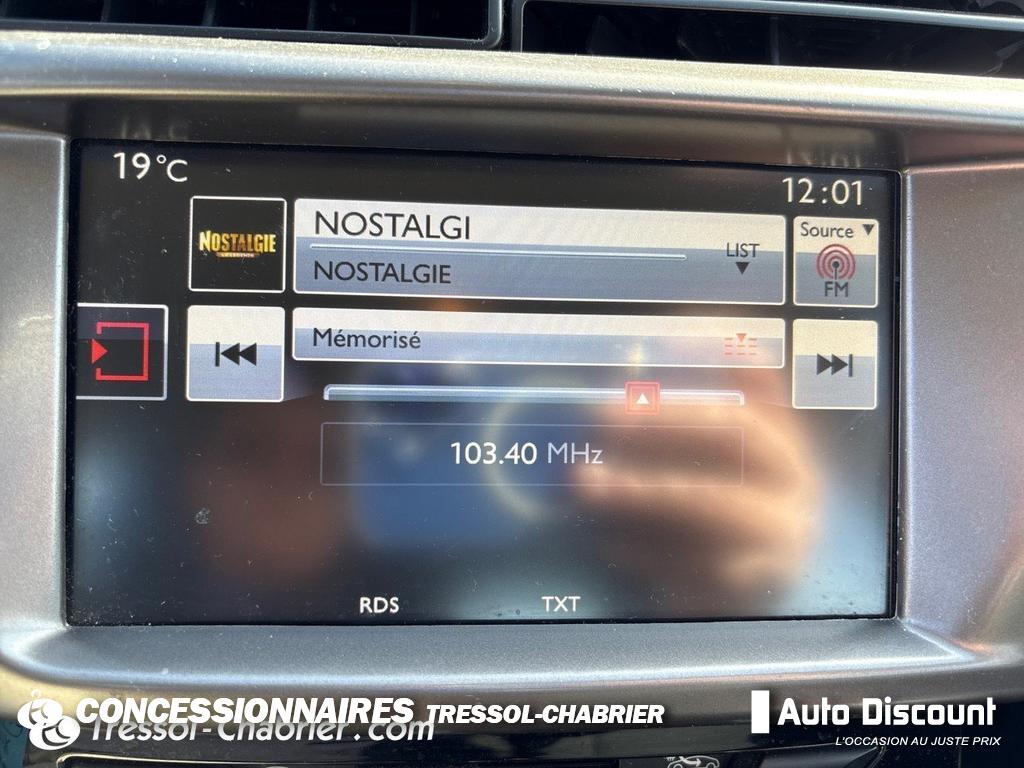 19°C
12:01
NOSTALGIE
NOSTALGI
NOSTALGIE
LIST
Source
FM
Mémorisé
103.40 MHz
RDS TXT
CONCESSIONNAIRES TRESSOL-CHABRIER
Tressol-chabrier.com
Auto Discount
L'OCCASION AU JUSTE PRIX